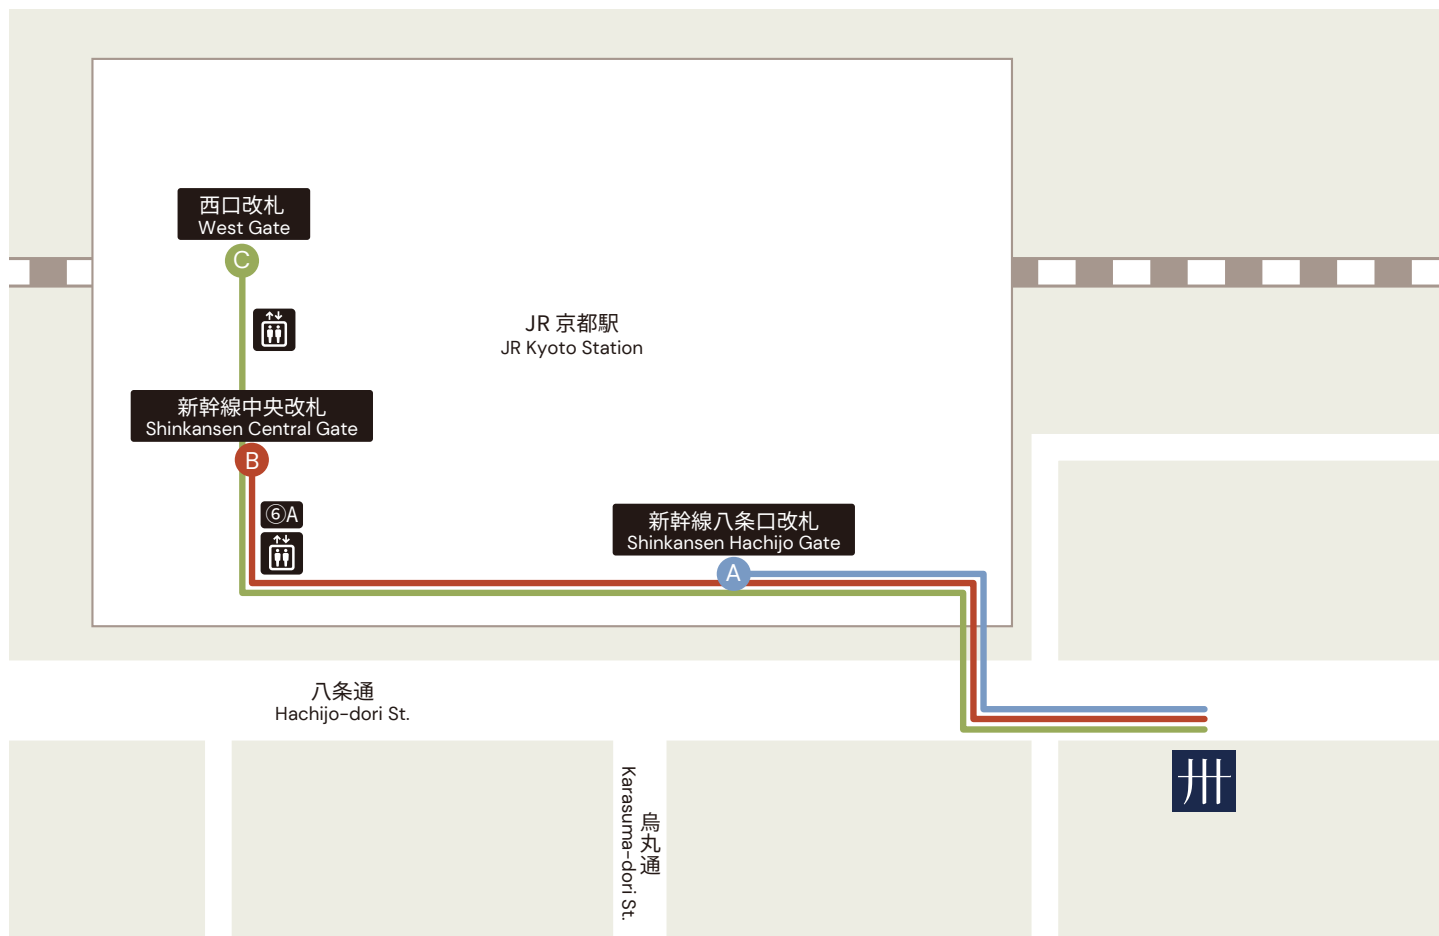 西口改札
West Gate
C
JR 京都駅
JR Kyoto Station
新幹線中央改札
Shinkansen Central Gate
B
⑥A
新幹線八条口改札
Shinkansen Hachijo Gate
A
八条通
Hachijo-dori St.
烏丸通
Karasuma-dori St.